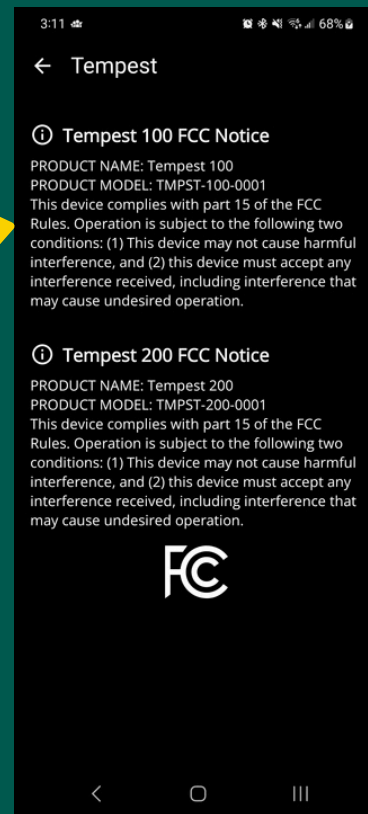 3:11 68%
Tempest
Tempest 100 FCC Notice
PRODUCT NAME: Tempest 100
PRODUCT MODEL: TMPST-100-0001
This device complies with part 15 of the FCC
Rules. Operation is subject to the following two
conditions: (1) This device may not cause harmful
interference, and (2) this device must accept any
interference received, including interference that
may cause undesired operation.
Tempest 200 FCC Notice
PRODUCT NAME: Tempest 200
PRODUCT MODEL: TMPST-200-0001
This device complies with part 15 of the FCC
Rules. Operation is subject to the following two
conditions: (1) This device may not cause harmful
interference, and (2) this device must accept any
interference received, including interference that
may cause undesired operation.
FC